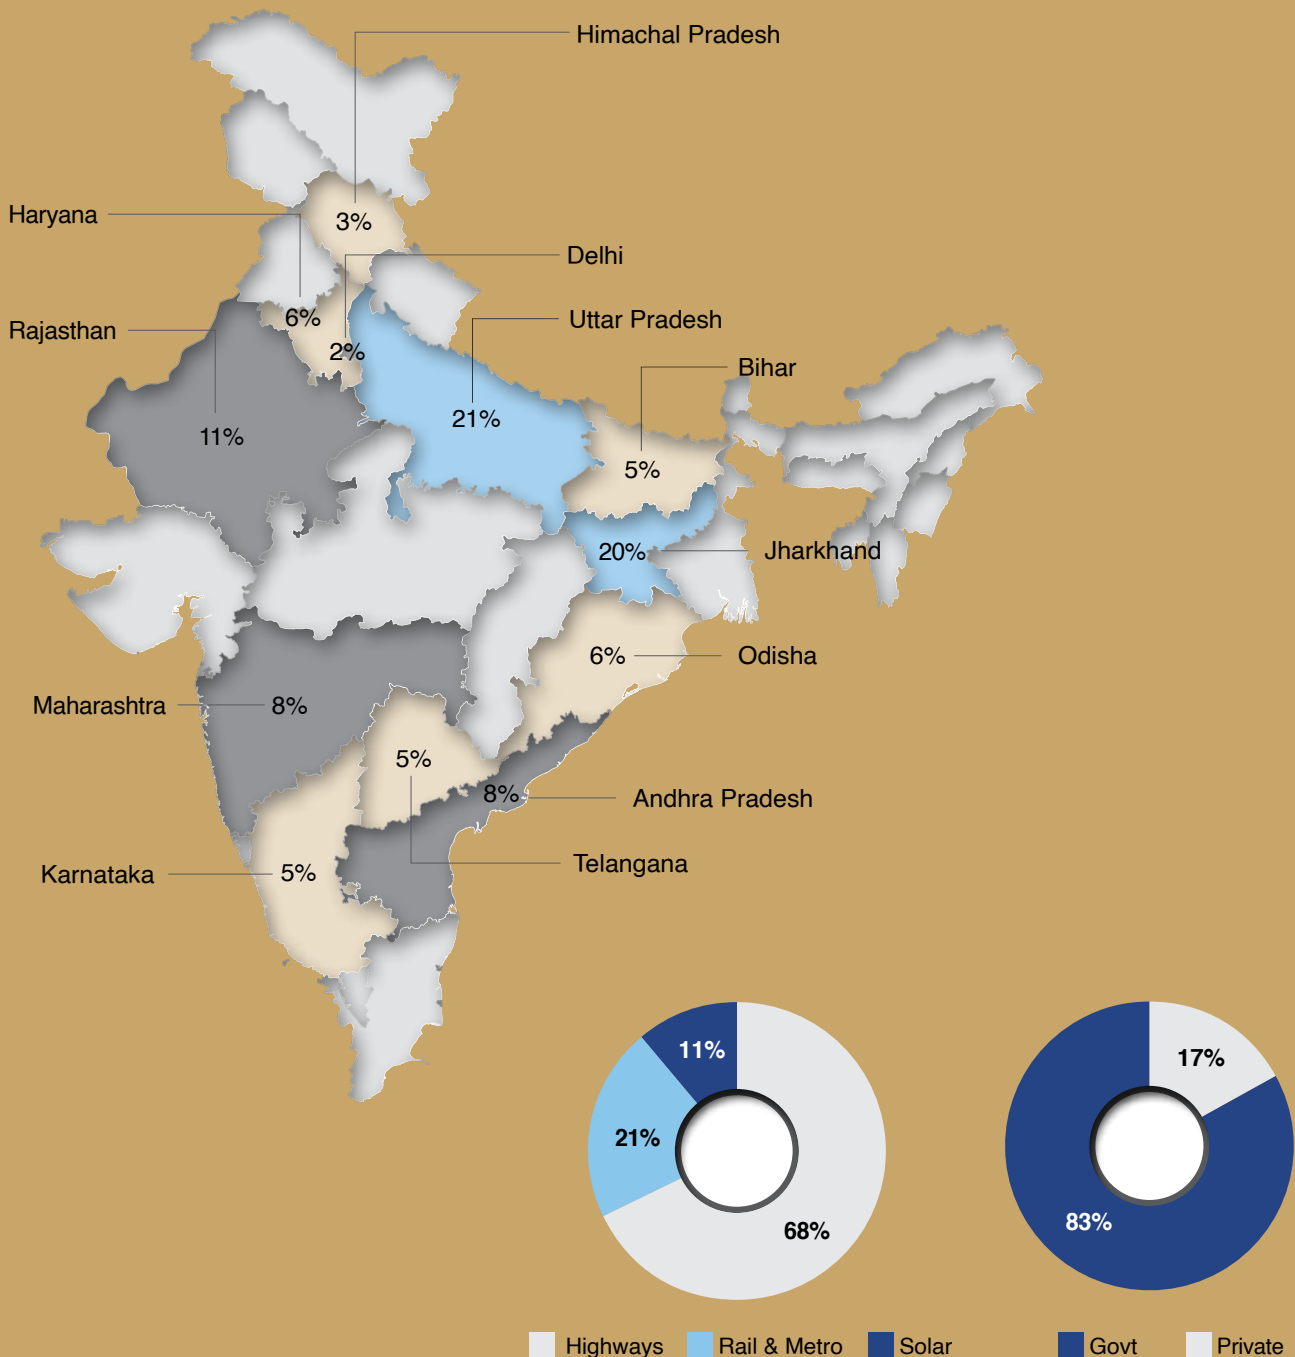 Himachal Pradesh
Haryana
3%
Delhi
6%
Uttar Pradesh
Rajasthan
2%
Bihar
21%
11%
5%
20%
Jharkhand
6%
Odisha
Maharashtra
8%
5%
8%
Andhra Pradesh
Telangana
Karnataka
5%
11%
17%
21%
83%
68%
Highways
Rail & Metro
Solar
Govt
Private